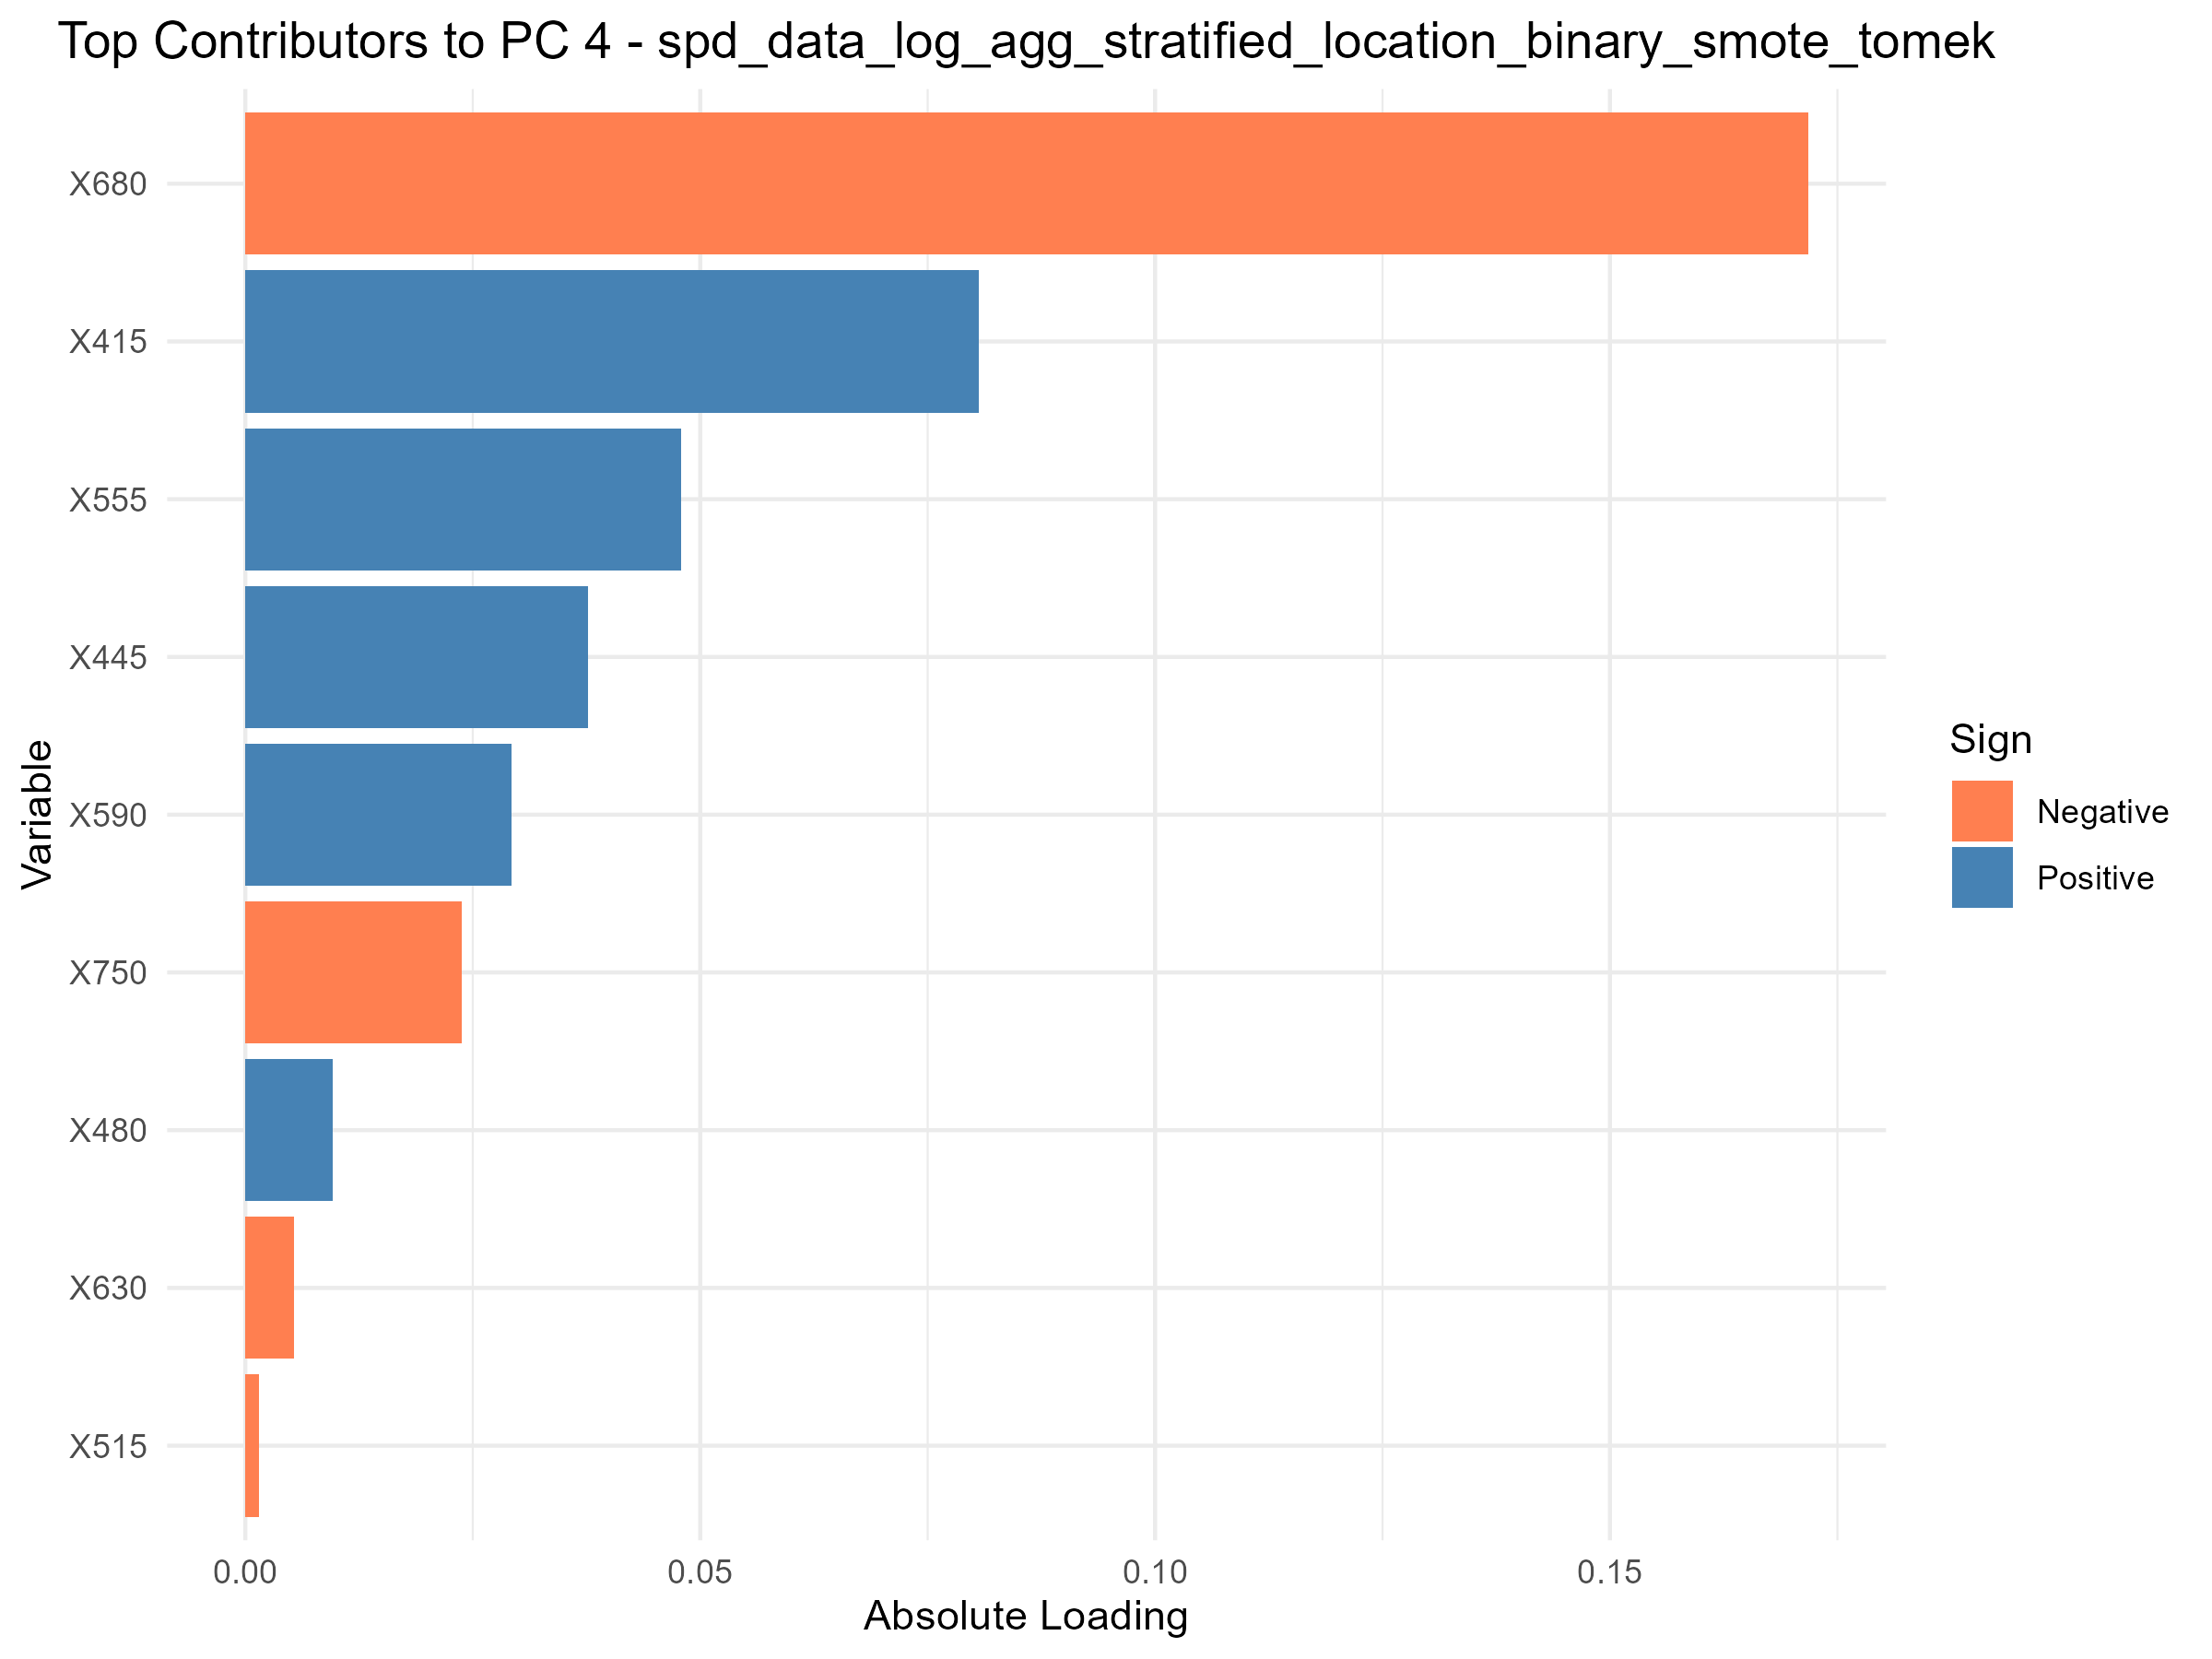 Top Contributors to PC 4 - spd_data_log_agg_stratified_location_binary_smote_tomek
Variable
X680
X415
X555
X445
X590
X750
X480
X630
X515
0.00 0.05 0.10 0.15
Absolute Loading
Sign
Negative
Positive